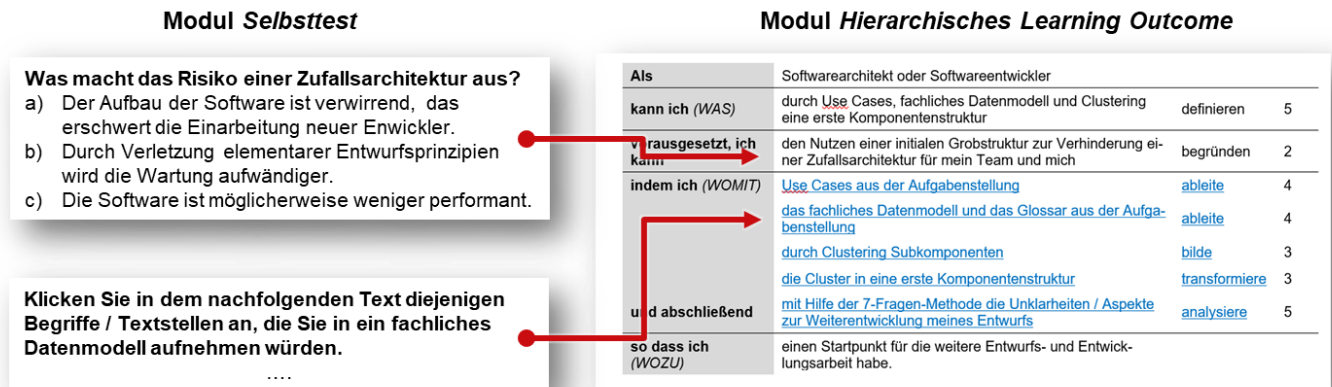 Modul Selbsttest
Was macht das Risiko einer Zufallsarchitektur aus?
a) Der Aufbau der Software ist verwirrend, das
erschwert die Einarbeitung neuer Enwickler.
b) Durch Verletzung elementarer Entwurfsprinzipien
wird die Wartung aufwändiger.
c) Die Software ist möglicherweise weniger performant.
Klicken Sie in dem nachfolgenden Text diejenigen
Begriffe / Textstellen an, die Sie in ein fachliches
Datenmodell aufnehmen würden.
....
Modul Hierarchisches Learning Outcome
Als Softwarearchitekt oder Softwareentwickler
kann ich (WAS) durch Use Cases, fachliches Datenmodell und Clustering
eine erste Komponentenstruktur definieren 5
vorausgesetzt, ich
kann
den Nutzen einer initialen Grobstruktur zur Verhinderung ei-
ner Zufallsarchitektur für mein Team und mich begründen 2
indem ich (WOMIT) Use Cases aus der Aufgabenstellung ableite 4
das fachliches Datenmodell und das Glossar aus der Aufga-
benstellung ableite 4
durch Clustering Subkomponenten bilde 3
die Cluster in eine erste Komponentenstruktur transformiere 3
und abschließend mit Hilfe der 7-Fragen-Methode die Unklarheiten / Aspekte
zur Weiterentwicklung meines Entwurfs analysiere 5
so dass ich
(WOZU)
einen Startpunkt für die weitere Entwurfs- und Entwick-
lungsarbeit habe.